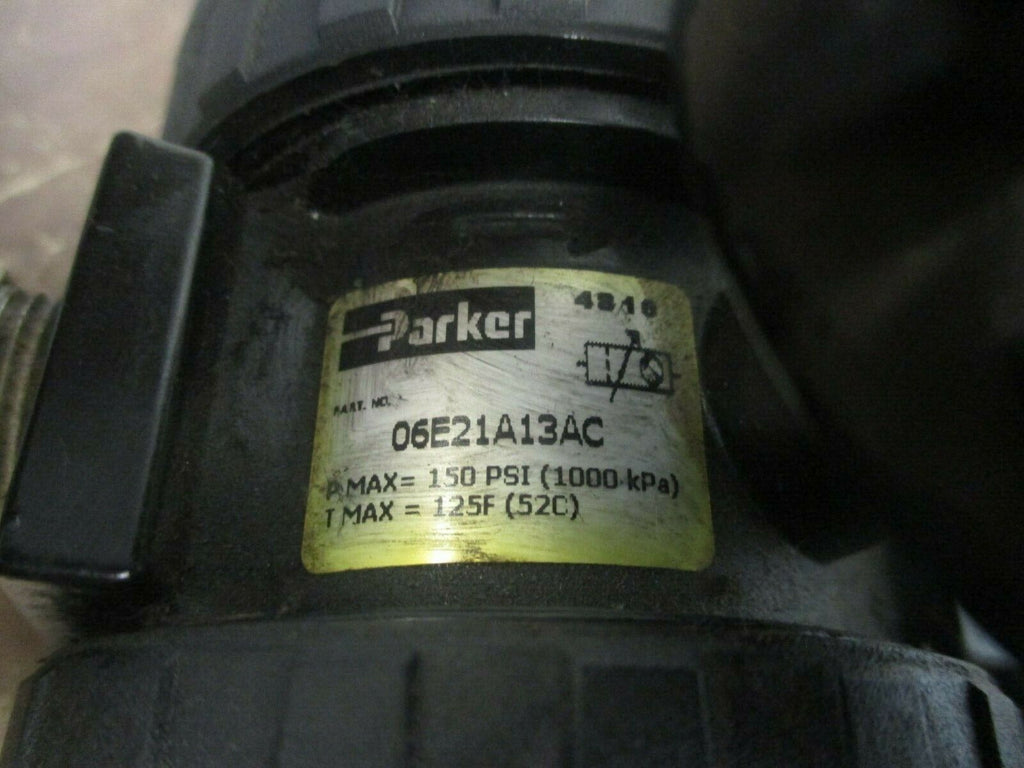 Parker
4816
PART. NO.
06E21A13AC
P MAX= 150 PSI (1000 kPa)
T MAX = 125F (52C)